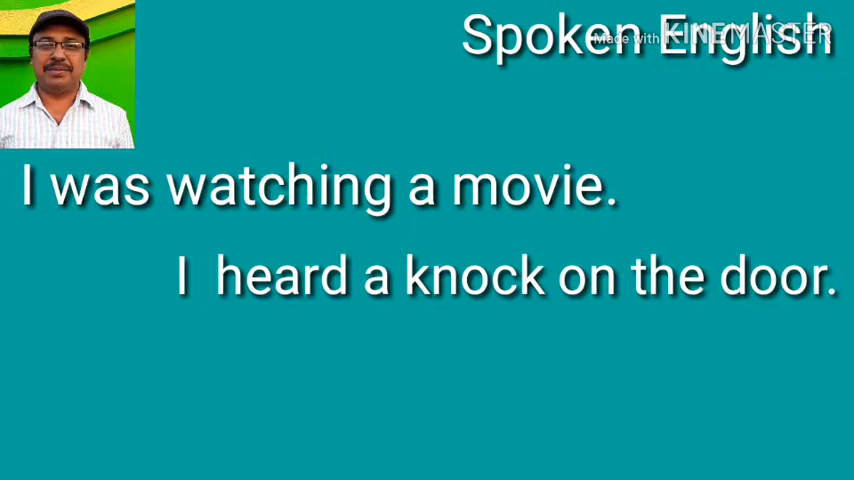 Spoken English
Made with KINEMASTER
I was watching a movie.
I heard a knock on the door.